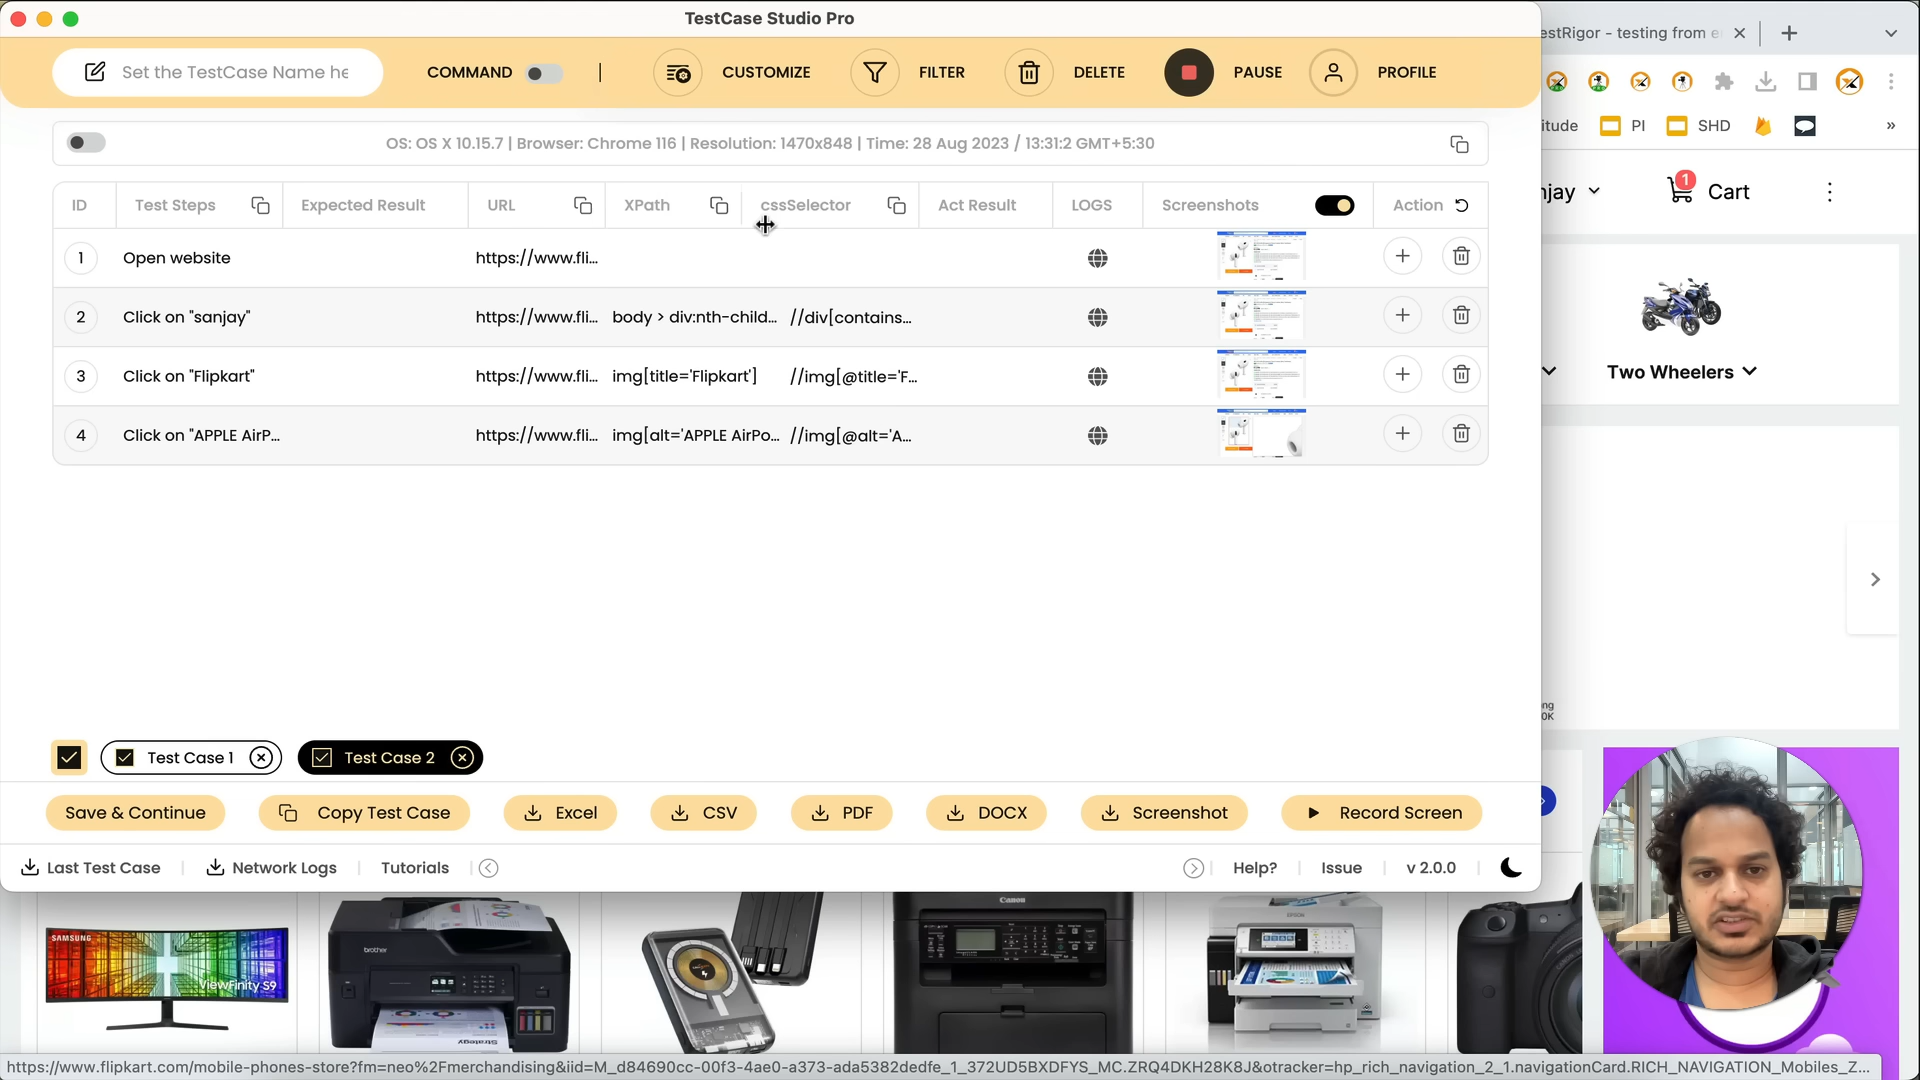 TestCase Studio Pro
estRigor - testing from e
Set the TestCase Name he
COMMAND
CUSTOMIZE
FILTER
DELETE
PAUSE
PROFILE
itude
PI
SHD
»
OS: OS X 10.15.7 | Browser: Chrome 116 | Resolution: 1470x848 | Time: 28 Aug 2023 / 13:31:2 GMT+5:30
njay
1
Cart
ID
Test Steps
Expected Result
URL
XPath
cssSelector
Act Result
LOGS
Screenshots
Action
1
Open website
https://www.fli...
2
Click on "sanjay"
https://www.fli...
body > div:nth-child...
//div[contains...
3
Click on "Flipkart"
https://www.fli...
img[title='Flipkart']
//img[@title='F...
4
Click on "APPLE AirP...
https://www.fli...
img[alt='APPLE AirPo...
//img[@alt='A...
Two Wheelers
ng
0K
Test Case 1
Test Case 2
Save & Continue
Copy Test Case
Excel
CSV
PDF
DOCX
Screenshot
Record Screen
Last Test Case
Network Logs
Tutorials
Help?
Issue
v 2.0.0
SAMSUNG
ViewFinity S9
brother
Strategy
Canon
EPSON
https://www.flipkart.com/mobile-phones-store?fm=neo%2Fmerchandising&iid=M_d84690cc-00f3-4ae0-a373-ada5382dedfe_1_372UD5BXDFYS_MC.ZRQ4DKH28K8J&otracker=hp_rich_navigation_2_1.navigationCard.RICH_NAVIGATION_Mobiles_Z...